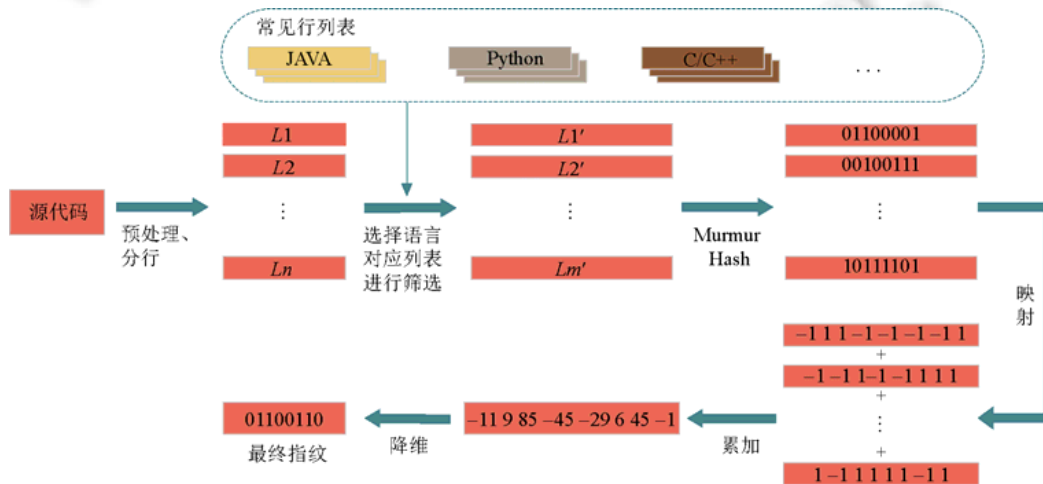 常见行列表
JAVA
Python
C/C++
...
L1
L2
⋮
Ln
L1′
L2′
⋮
Lm′
01100001
00100111
⋮
10111101
源代码
预处理、
分行
选择语言
对应列表
进行筛选
Murmur
Hash
映
射
–1 1 1 –1 –1 –1 –1 1
+
–1 –1 1–1 –1 1 1 1
+
⋮
+
1 –1 1 1 1 1 –1 1
累加
–11 9 85 –45 –29 6 45 –1
降维
01100110
最终指纹